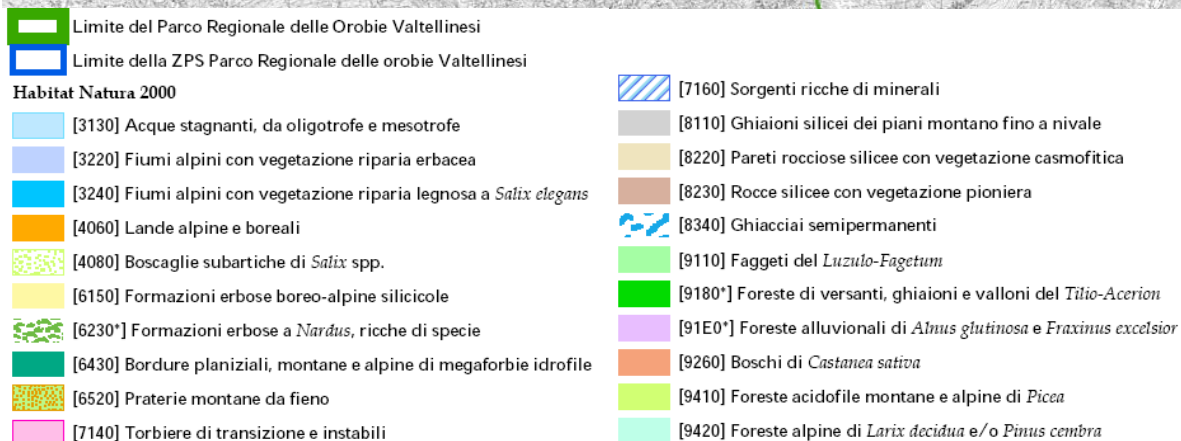 Limite del Parco Regionale delle Orobie Valtellinesi
Limite della ZPS Parco Regionale delle orobie Valtellinesi
Habitat Natura 2000
[3130] Acque stagnanti, da oligotrofe e mesotrofe
[3220] Fiumi alpini con vegetazione riparia erbacea
[3240] Fiumi alpini con vegetazione riparia legnosa a Salix elegans
[4060] Lande alpine e boreali
[4080] Boscaglie subartiche di Salix spp.
[6150] Formazioni erbose boreo-alpine silicicole
[6230*] Formazioni erbose a Nardus, ricche di specie
[6430] Bordure planiziali, montane e alpine di megaforbie idrofile
[6520] Praterie montane da fieno
[7140] Torbiere di transizione e instabili
[7160] Sorgenti ricche di minerali
[8110] Ghiaioni silicei dei piani montano fino a nivale
[8220] Pareti rocciose silicee con vegetazione casmofitica
[8230] Rocce silicee con vegetazione pioniera
[8340] Ghiacciai semipermanenti
[9110] Faggeti del Luzulo-Fagetum
[9180*] Foreste di versanti, ghiaioni e valloni del Tilio-Acerion
[91E0*] Foreste alluvionali di Alnus glutinosa e Fraxinus excelsior
[9260] Boschi di Castanea sativa
[9410] Foreste acidofile montane e alpine di Picea
[9420] Foreste alpine di Larix decidua e/o Pinus cembra